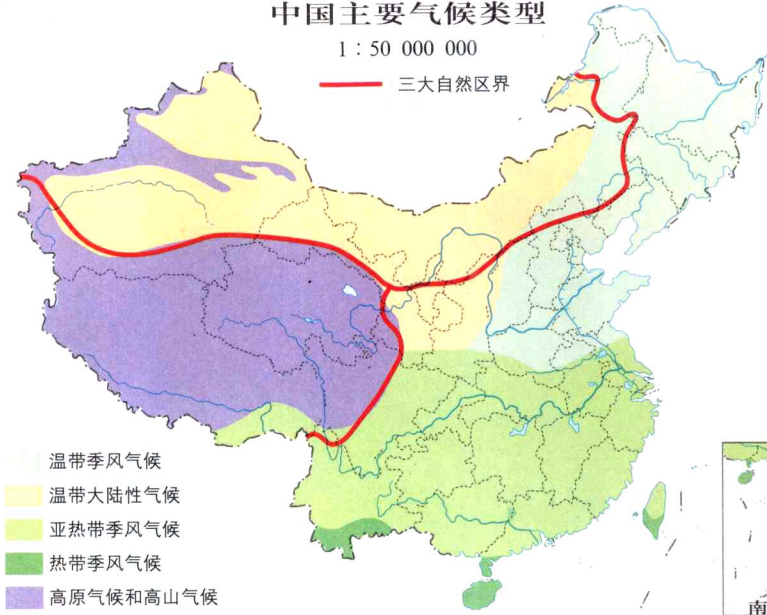 中国主要气候类型
1：50 000 000
三大自然区界
温带季风气候
温带大陆性气候
亚热带季风气候
热带季风气候
高原气候和高山气候
南